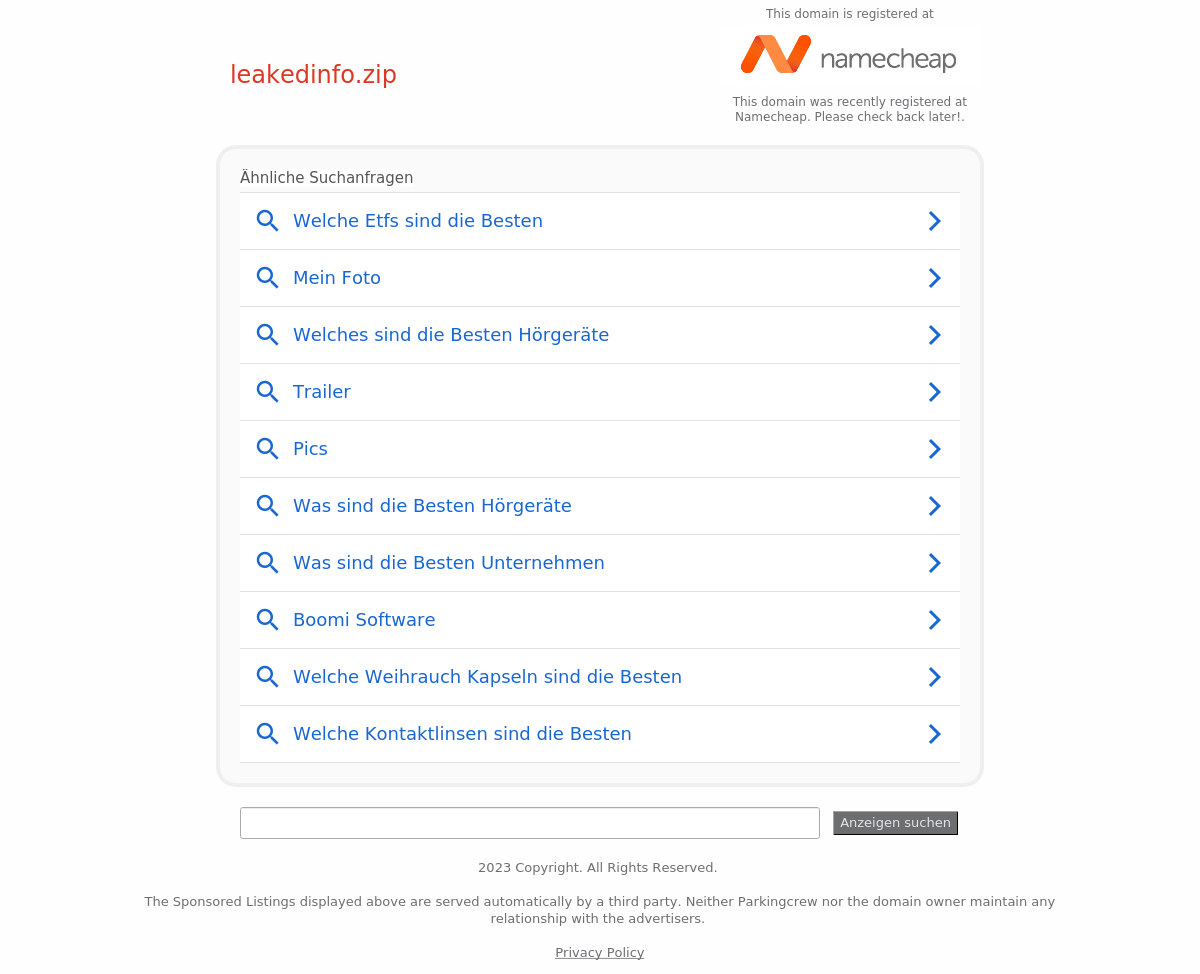 This domain is registered at
namecheap
leakedinfo.zip
This domain was recently registered at
Namecheap. Please check back later!.
Ähnliche Suchanfragen
Welche Etfs sind die Besten
Mein Foto
Welches sind die Besten Hörgeräte
Trailer
Pics
Was sind die Besten Hörgeräte
Was sind die Besten Unternehmen
Boomi Software
Welche Weihrauch Kapseln sind die Besten
Welche Kontaktlinsen sind die Besten
Anzeigen suchen
2023 Copyright. All Rights Reserved.
The Sponsored Listings displayed above are served automatically by a third party. Neither Parkingcrew nor the domain owner maintain any
relationship with the advertisers.
Privacy Policy